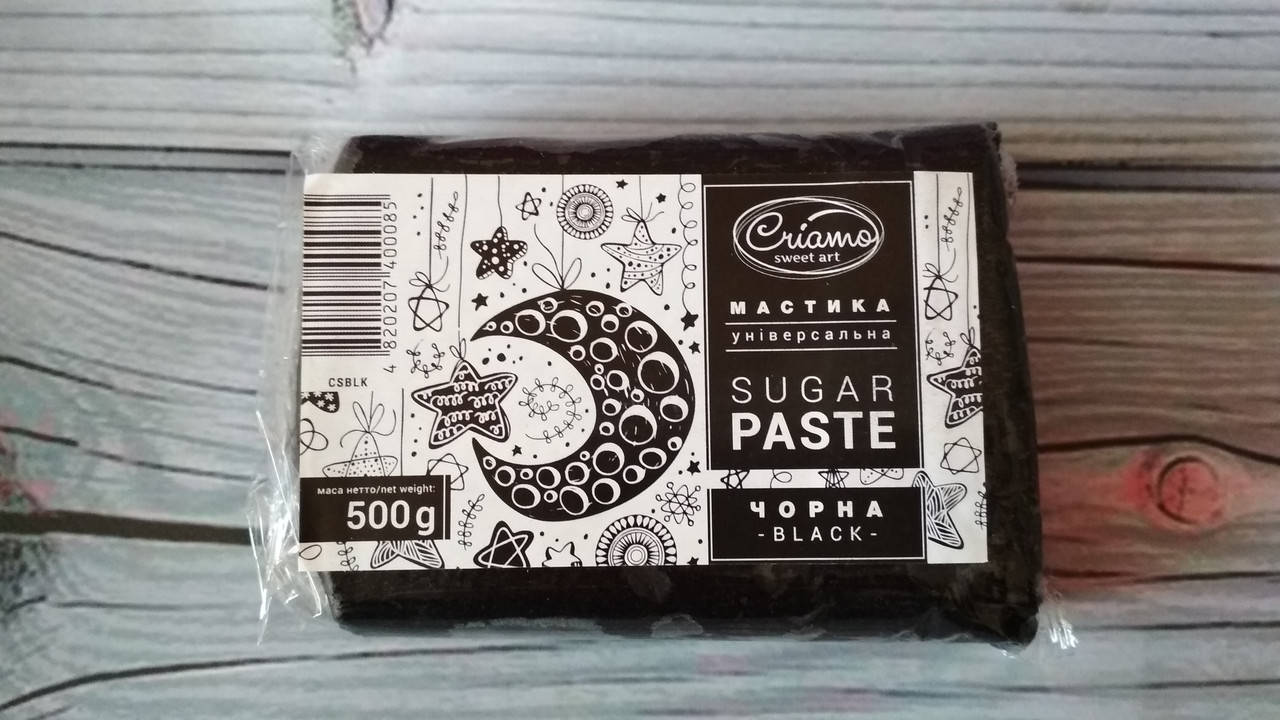 4 820207 400085
CSBLK
маса нетто/net weight:
500g
Criamo
sweet art
МАСТИКА
універсальна
SUGAR
PASTE
ЧОРНА
-BLACK-